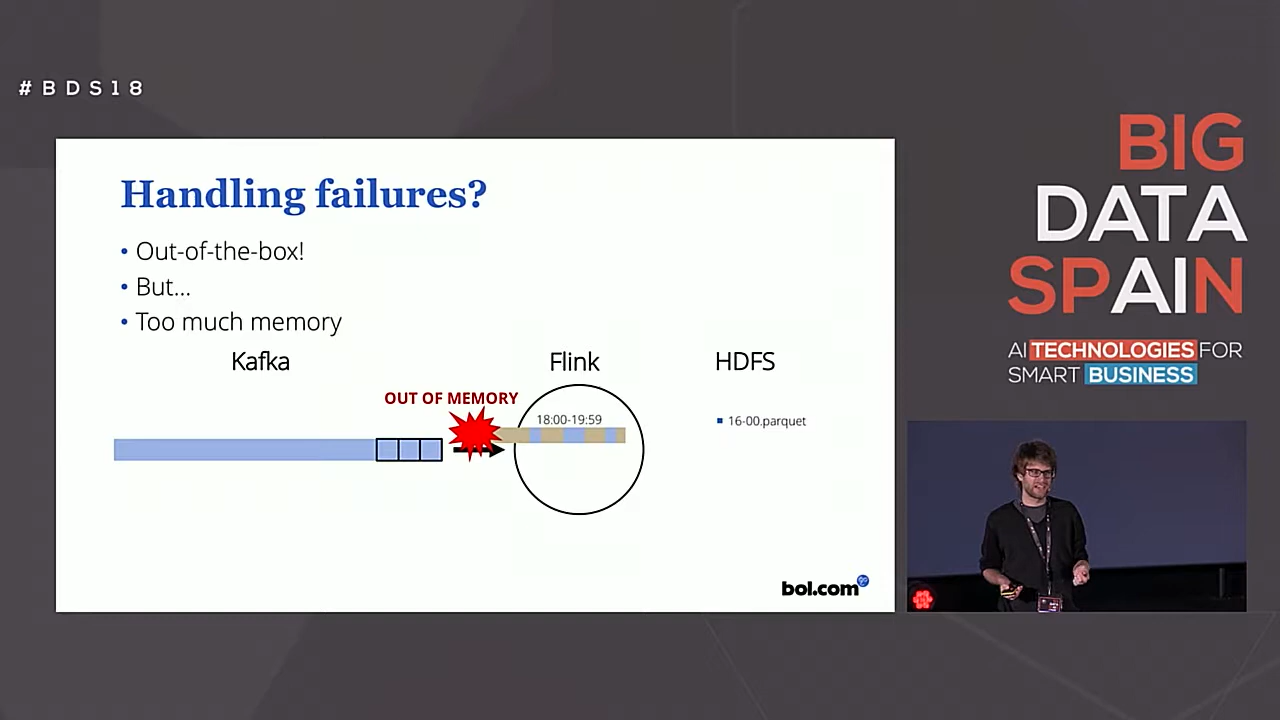 #BDS18
Handling failures?
• Out-of-the-box!
• But...
• Too much memory
Kafka
Flink
HDFS
OUT OF MEMORY
18:00-19:59
16-00.parquet
bol.com
BIG
DATA
SPAIN
AI TECHNOLOGIES FOR
SMART BUSINESS